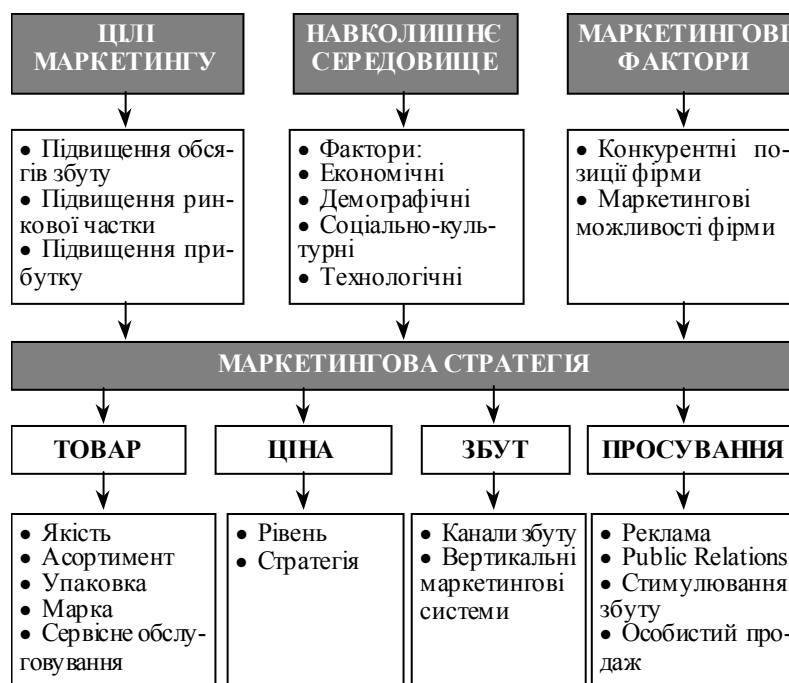 ЦІЛІ
МАРКЕТИНГУ
НАВКОЛИШНЄ
СЕРЕДОВИЩЕ
МАРКЕТИНГОВІ
ФАКТОРИ
• Підвищення обся-
гів збуту
• Підвищення рин-
кової частки
• Підвищення при-
бутку
• Фактори:
• Економічні
• Демографічні
• Соціально-куль-
турні
• Технологічні
• Конкурентні по-
зиції фірми
• Маркетингові
можливості фірми
МАРКЕТИНГОВА СТРАТЕГІЯ
ТОВАР
ЦІНА
ЗБУТ
ПРОСУВАННЯ
• Якість
• Асортимент
• Упаковка
• Марка
• Сервісне обслу-
говування
• Рівень
• Стратегія
• Канали збуту
• Вертикальні
маркетингові
системи
• Реклама
• Public Relations
• Стимулювання
збуту
• Особистий про-
даж